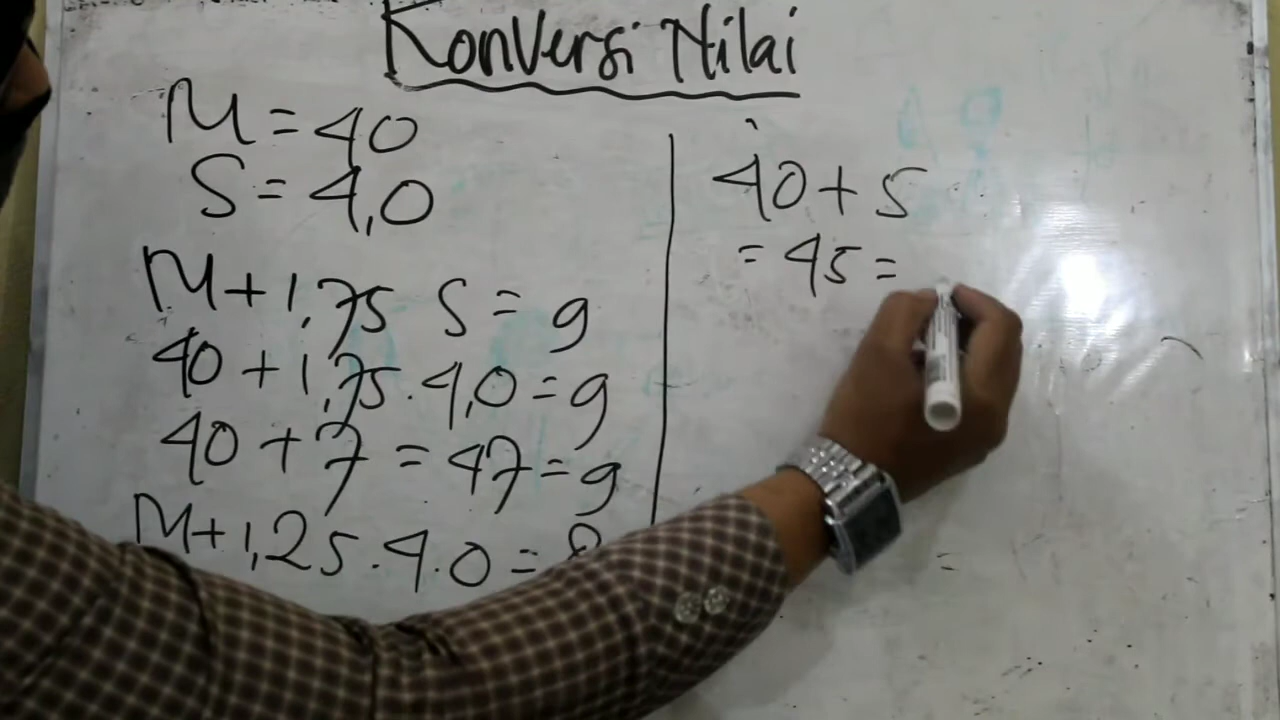 Konversi Nilai
M = 40
S = 4,0
M + 1,75 S = 9
40 + 1,75 . 4,0 = 9
40 + 7 = 47 = 9
M + 1,25 . 4.0 = 8
40 + 5
= 45 =